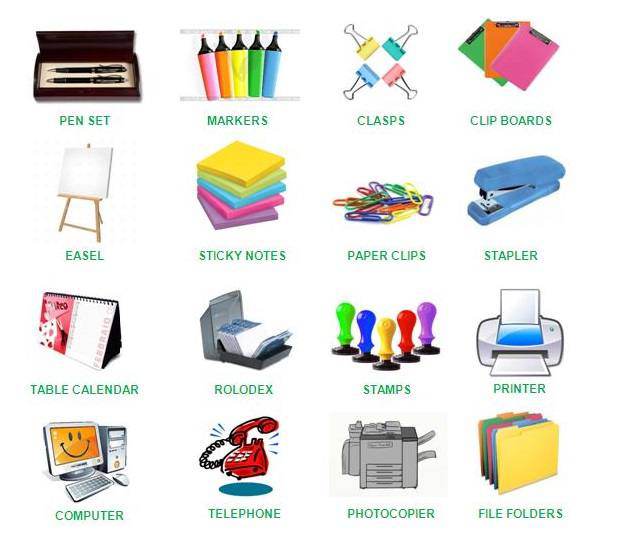 PEN SET
MARKERS
CLASPS
CLIP BOARDS
EASEL
STICKY NOTES
PAPER CLIPS
STAPLER
TABLE CALENDAR
ROLODEX
STAMPS
PRINTER
COMPUTER
TELEPHONE
PHOTOCOPIER
FILE FOLDERS